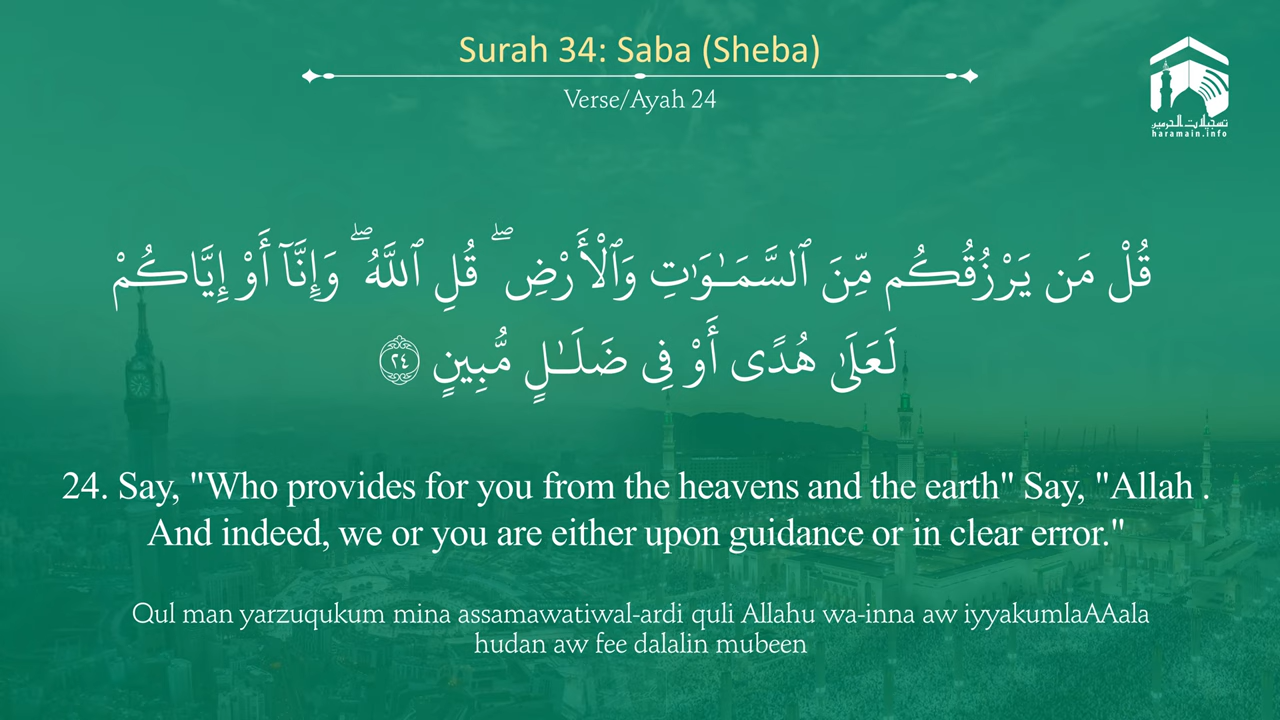 Surah 34: Saba (Sheba)
Verse/Ayah 24
تسجيلات الحرمين
haramain.info
قُلْ مَن يَرْزُقُكُم مِّنَ ٱلسَّمَـٰوَٰتِ وَٱلْأَرْضِ ۖ قُلِ ٱللَّهُ ۖ وَإِنَّآ أَوْ إِيَّاكُمْ
لَعَلَىٰ هُدًى أَوْ فِى ضَلَـٰلٍ مُّبِينٍ ٢٤
24. Say, "Who provides for you from the heavens and the earth" Say, "Allah .
And indeed, we or you are either upon guidance or in clear error."
Qul man yarzuqukum mina assamawatiwal-ardi quli Allahu wa-inna aw iyyakumlaAAala
hudan aw fee dalalin mubeen